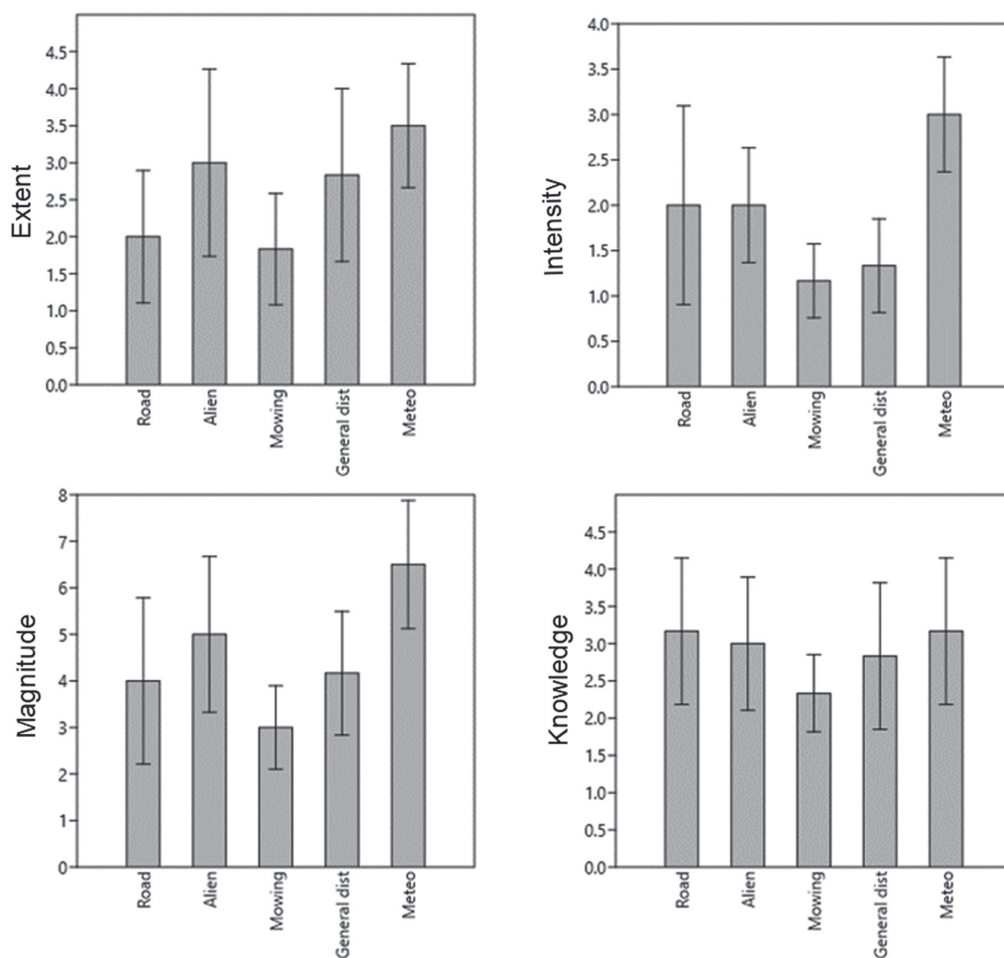 Extent
4.5
4.0
3.5
3.0
2.5
2.0
1.5
1.0
0.5
0.0
Road
Alien
Mowing
General dist
Meteo
Intensity
4.0
3.5
3.0
2.5
2.0
1.5
1.0
0.5
0.0
Road
Alien
Mowing
General dist
Meteo
Magnitude
8
7
6
5
4
3
2
1
0
Road
Alien
Mowing
General dist
Meteo
Knowledge
4.5
4.0
3.5
3.0
2.5
2.0
1.5
1.0
0.5
0.0
Road
Alien
Mowing
General dist
Meteo